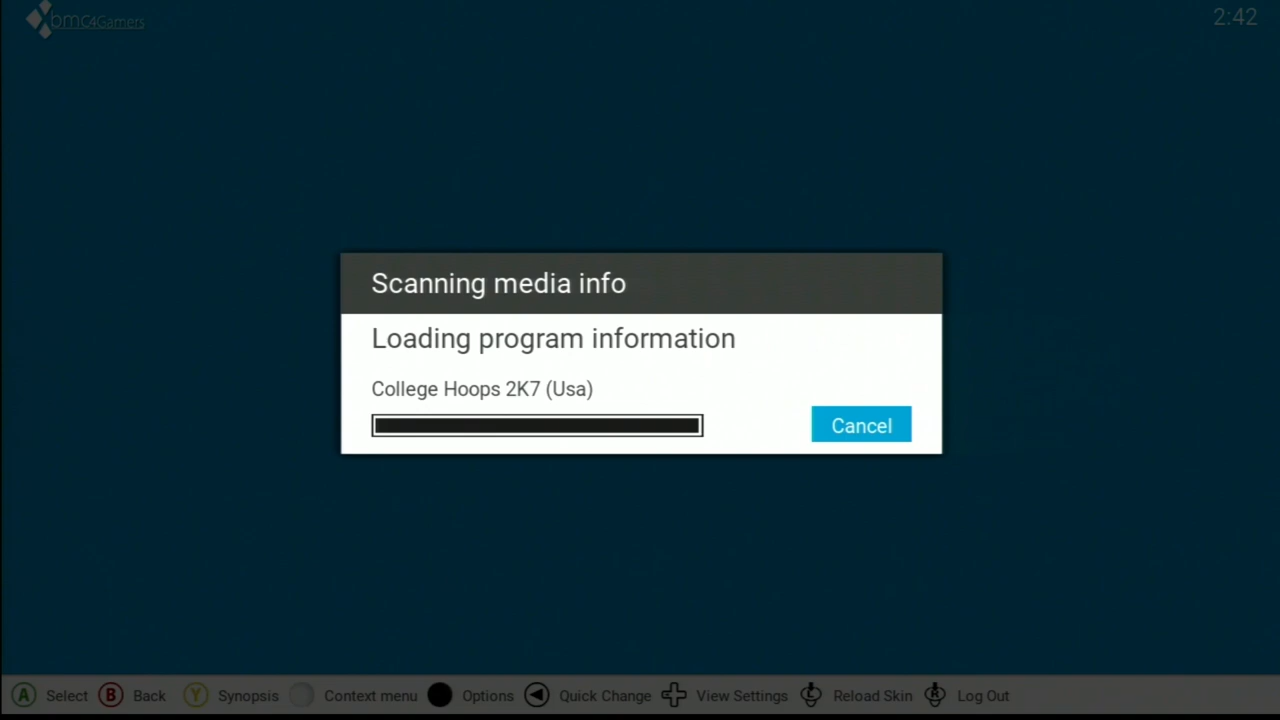 bmc4Gamers
2:42
Scanning media info
Loading program information
College Hoops 2K7 (Usa)
Cancel
A Select B Back Y Synopsis Context menu Options Quick Change View Settings L Reload Skin R Log Out